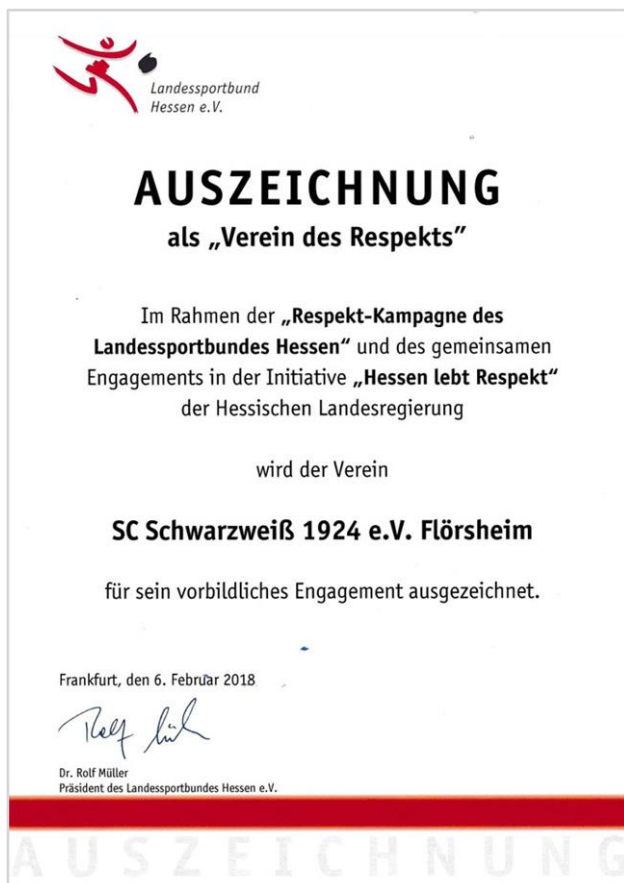 Landessportbund
Hessen e.V.
AUSZEICHNUNG
als „Verein des Respekts"
Im Rahmen der „Respekt-Kampagne des
Landessportbundes Hessen“ und des gemeinsamen
Engagements in der Initiative „Hessen lebt Respekt“
der Hessischen Landesregierung
wird der Verein
SC Schwarzweiß 1924 e.V. Flörsheim
für sein vorbildliches Engagement ausgezeichnet.
Frankfurt, den 6. Februar 2018
Rolf Müller
Dr. Rolf Müller
Präsident des Landessportbundes Hessen e.V.
AUSZEICHNUNG